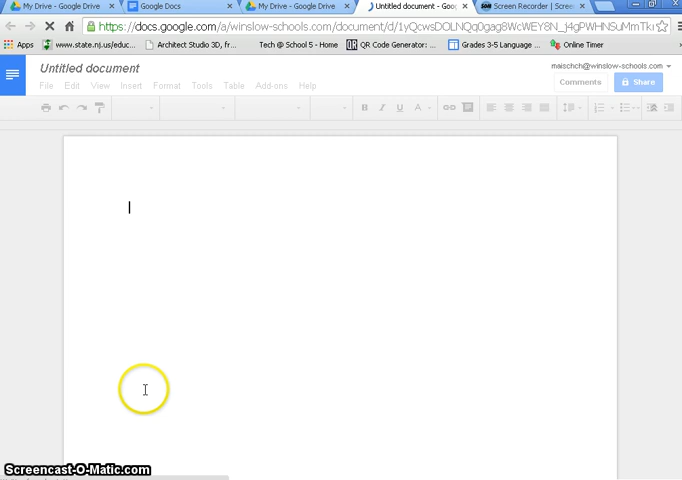 My Drive - Google Drive
Google Docs
My Drive - Google Drive
Untitled document - Goo
Screen Recorder | Screen
https://docs.google.com/a/winslow-schools.com/document/d/
Apps
www.state.nj.us/educ...
Architect Studio 3D, fr...
Tech @ School 5 - Home
QR Code Generator: ...
Grades 3-5 Language ...
Online Timer
Untitled document
maischch@winslow-schools.com
File Edit View Insert Format Tools Table Add-ons Help
Comments
Share
B I U A
Screencast-O-Matic.com